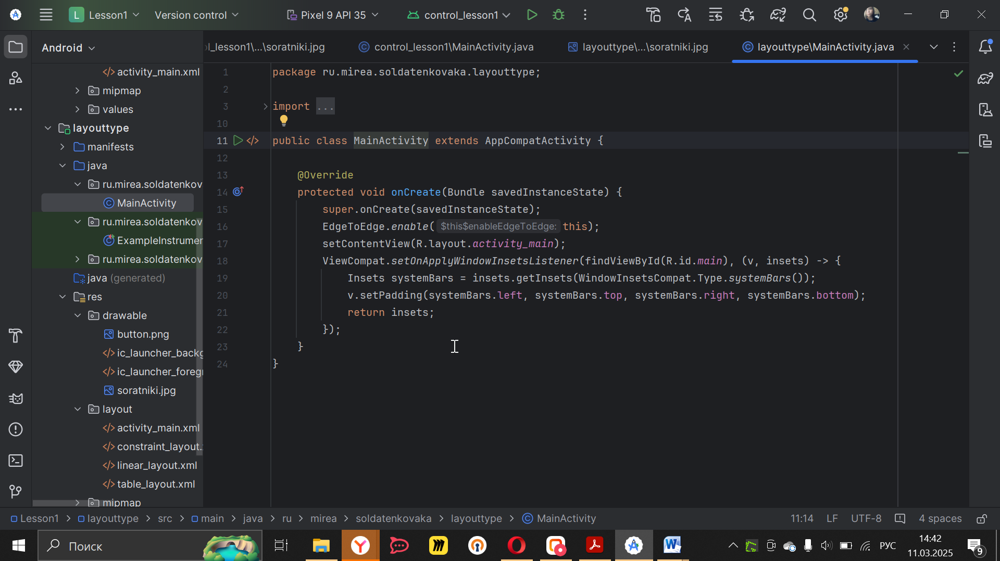 L Lesson1 Version control Pixel 9 API 35 control_lesson1
Android
l_lesson1\...\soratniki.jpg control_lesson1\MainActivity.java layouttype\...\soratniki.jpg layouttype\MainActivity.java
activity_main.xml
mipmap
values
layouttype
manifests
java
ru.mirea.soldatenkov
MainActivity
ru.mirea.soldatenkov
ExampleInstrumen
ru.mirea.soldatenkov
java (generated)
res
drawable
button.png
ic_launcher_backg
ic_launcher_foregr
soratniki.jpg
layout
activity_main.xml
constraint_layout.
linear_layout.xml
table_layout.xml
mipmap
1 package ru.mirea.soldatenkovaka.layouttype;
2
3 import ...
10
11 public class MainActivity extends AppCompatActivity {
12
13 @Override
14 protected void onCreate(Bundle savedInstanceState) {
15 super.onCreate(savedInstanceState);
16 EdgeToEdge.enable( $this$enableEdgeToEdge: this);
17 setContentView(R.layout.activity_main);
18 ViewCompat.setOnApplyWindowInsetsListener(findViewById(R.id.main), (v, insets) -> {
19 Insets systemBars = insets.getInsets(WindowInsetsCompat.Type.systemBars());
20 v.setPadding(systemBars.left, systemBars.top, systemBars.right, systemBars.bottom);
21 return insets;
22 });
23 }
24 }
Lesson1 > layouttype > src > main > java > ru > mirea > soldatenkovaka > layouttype > MainActivity 11:14 LF UTF-8 4 spaces
Поиск РУС 14:42
11.03.2025 9